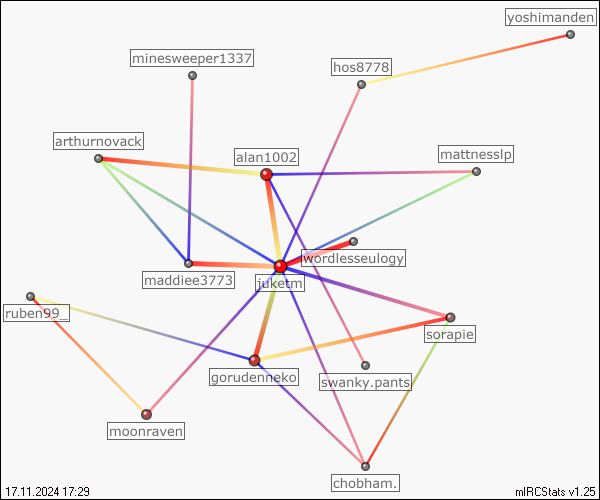 yoshimanden
minesweeper1337
hos8778
arthurnovack
alan1002
mattnesslp
wordlesseulogy
maddiee3773
juketm
ruben99_
sorapie
gorudenneko
swanky.pants
moonraven
chobham.
17.11.2024 17:29
mIRCStats v1.25